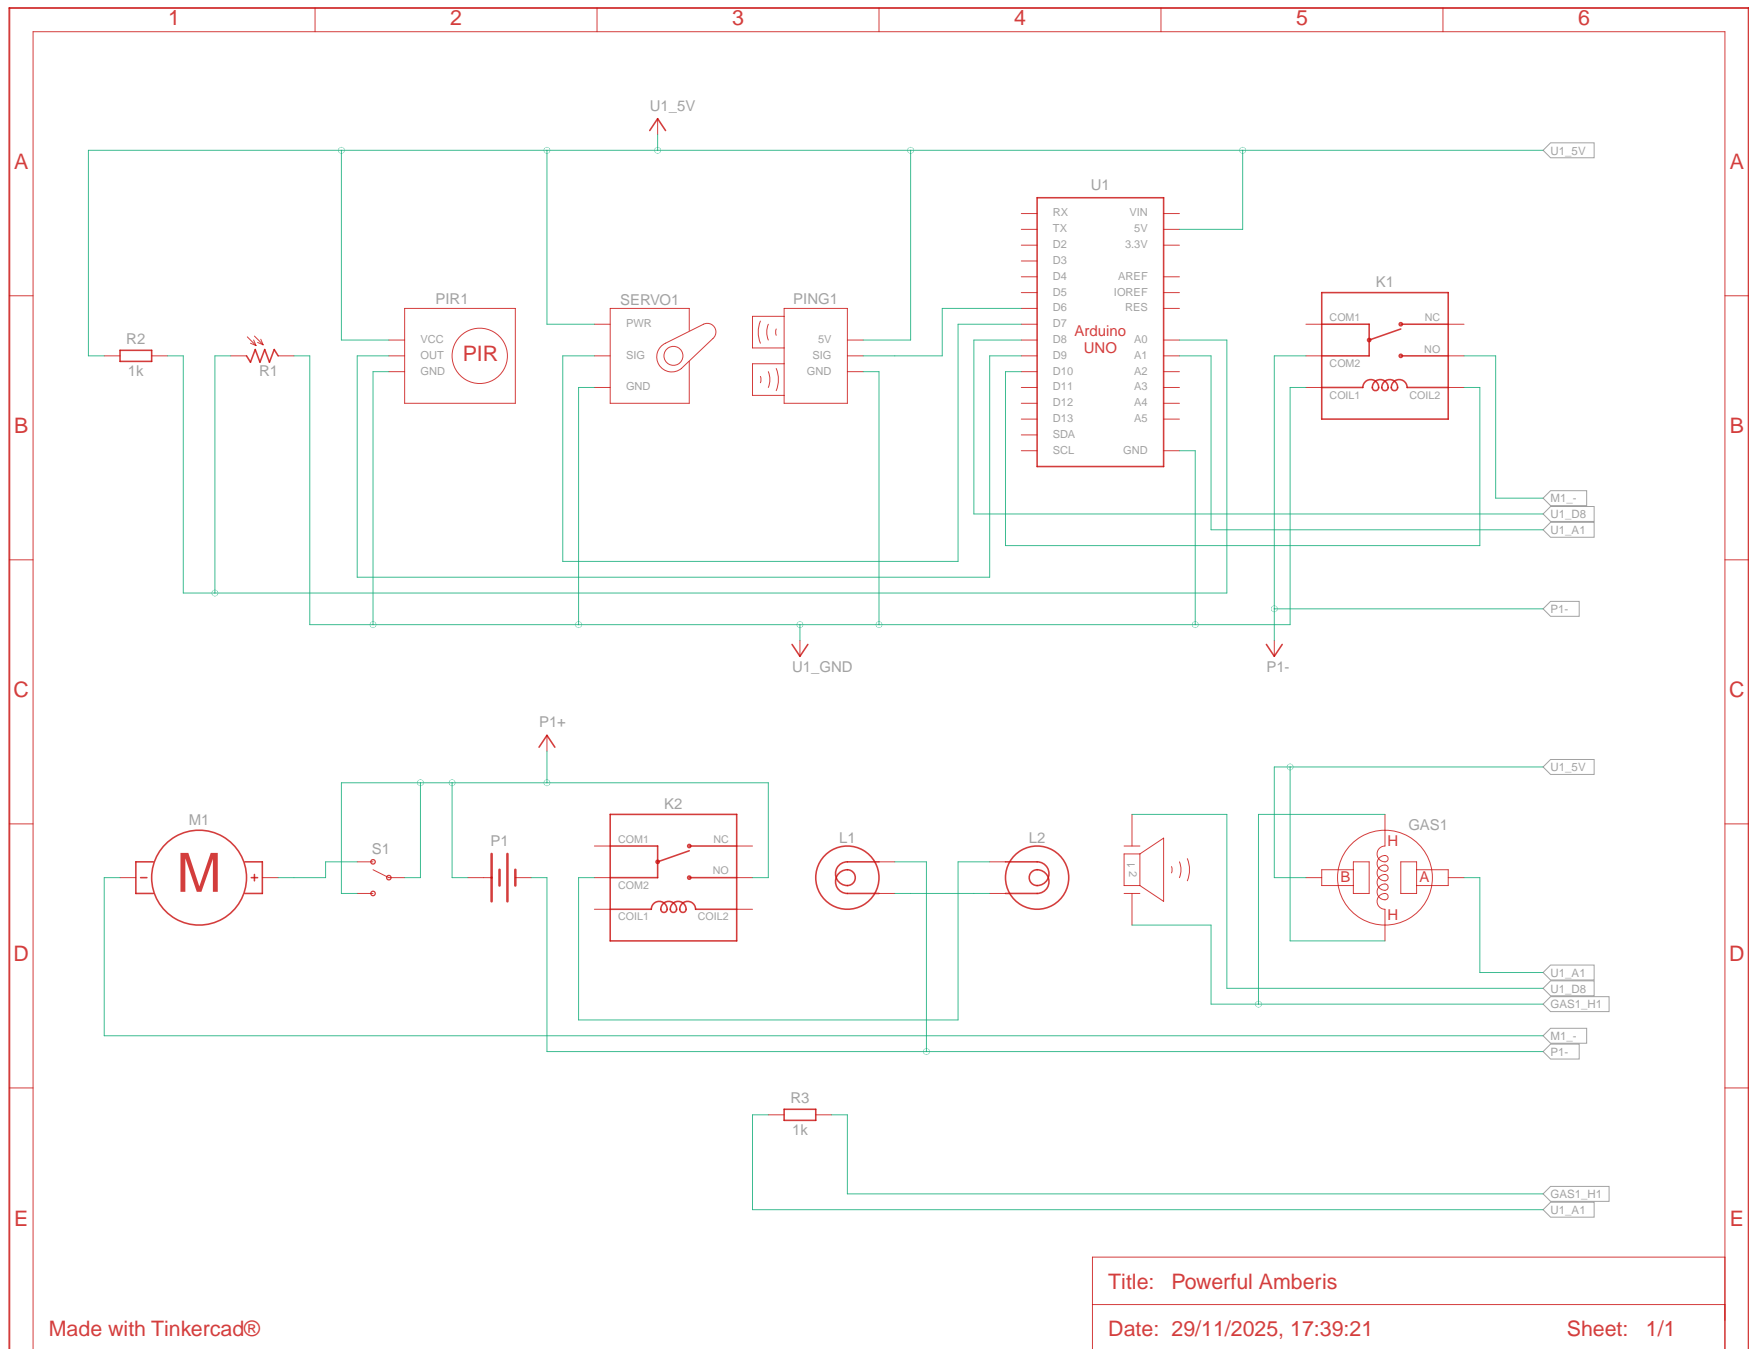 1 2 3 4 5 6
A A
B B
C C
D D
E E
U1_5V
U1_5V
U1
RX VIN
TX 5V
D2 3.3V
D3
D4 AREF
D5 IOREF
D6 RES
D7
D8 A0
D9 A1
D10 A2
D11 A3
D12 A4
D13 A5
SDA
SCL GND
Arduino
UNO
K1
COM1 NC
NO
COM2
COIL1 COIL2
R2
1k
R1
PIR1
VCC
OUT
GND
PIR
SERVO1
PWR
SIG
GND
PING1
5V
SIG
GND
M1_-
U1_D8
U1_A1
P1-
U1_GND
P1-
P1+
U1_5V
M1
- M +
S1
P1
K2
COM1 NC
NO
COM2
COIL1 COIL2
L1
L2
1 2
GAS1
H
B A
H
U1_A1
U1_D8
GAS1_H1
M1_-
P1-
R3
1k
GAS1_H1
U1_A1
Title: Powerful Amberis
Made with Tinkercad®
Date: 29/11/2025, 17:39:21 Sheet: 1/1